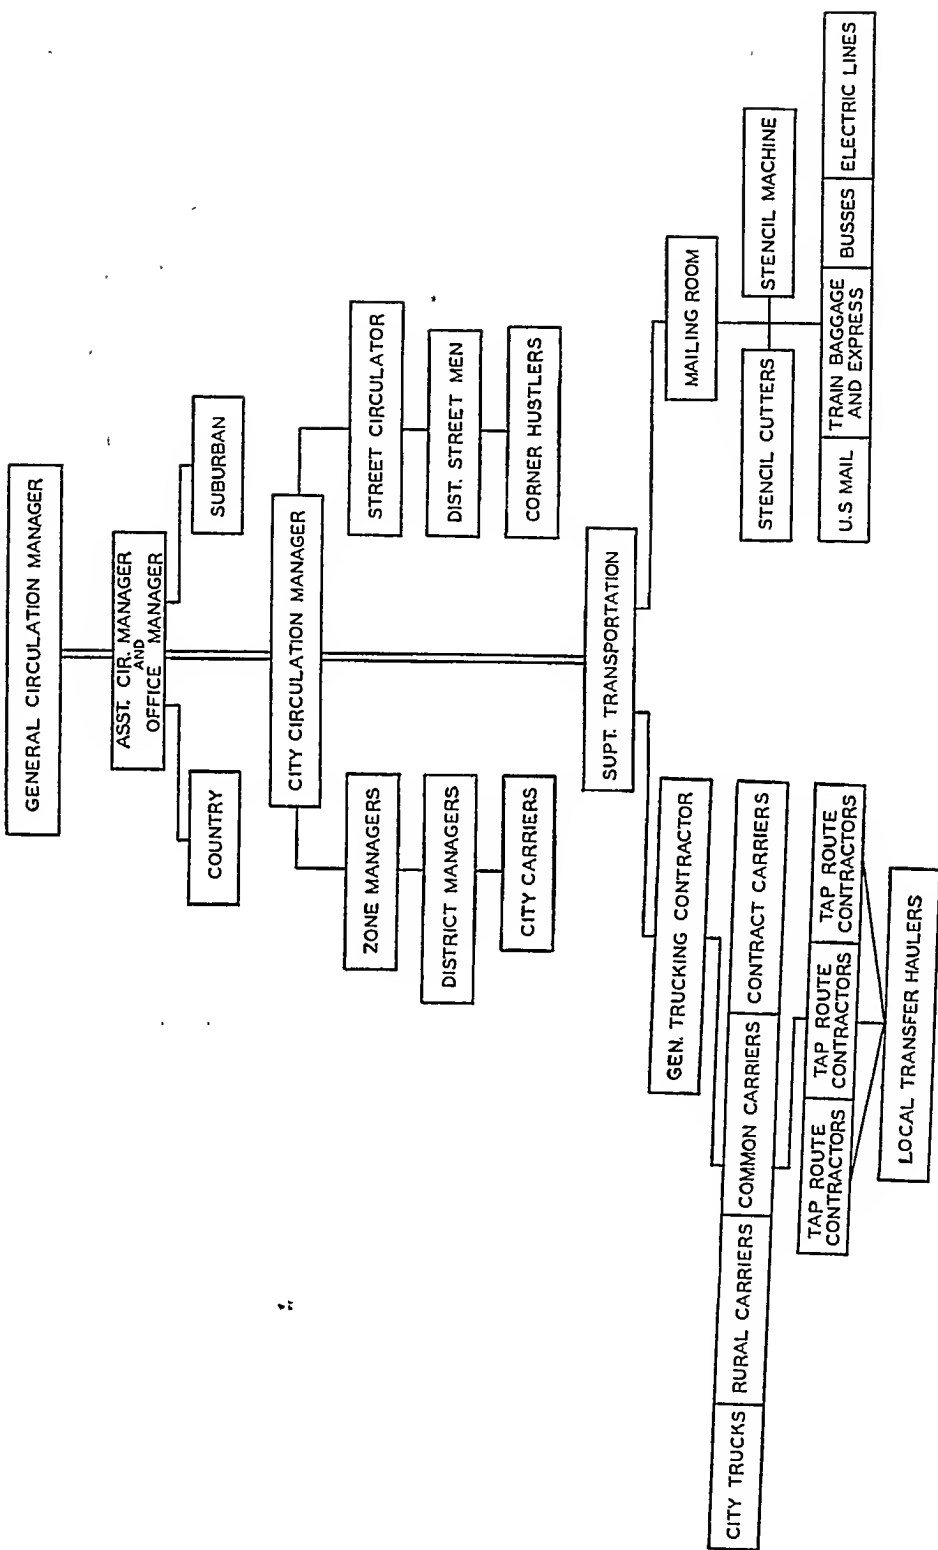 GENERAL CIRCULATION MANAGER
ASST. CIR. MANAGER
AND
OFFICE MANAGER
COUNTRY
SUBURBAN
CITY CIRCULATION MANAGER
ZONE MANAGERS
STREET CIRCULATOR
DISTRICT MANAGERS
DIST. STREET MEN
CITY CARRIERS
CORNER HUSTLERS
SUPT. TRANSPORTATION
GEN. TRUCKING CONTRACTOR
MAILING ROOM
CITY TRUCKS
RURAL CARRIERS
COMMON CARRIERS
CONTRACT CARRIERS
STENCIL CUTTERS
STENCIL MACHINE
TAP ROUTE
CONTRACTORS
TAP ROUTE
CONTRACTORS
TAP ROUTE
CONTRACTORS
U.S MAIL
TRAIN BAGGAGE
AND EXPRESS
BUSSES
ELECTRIC LINES
LOCAL TRANSFER HAULERS